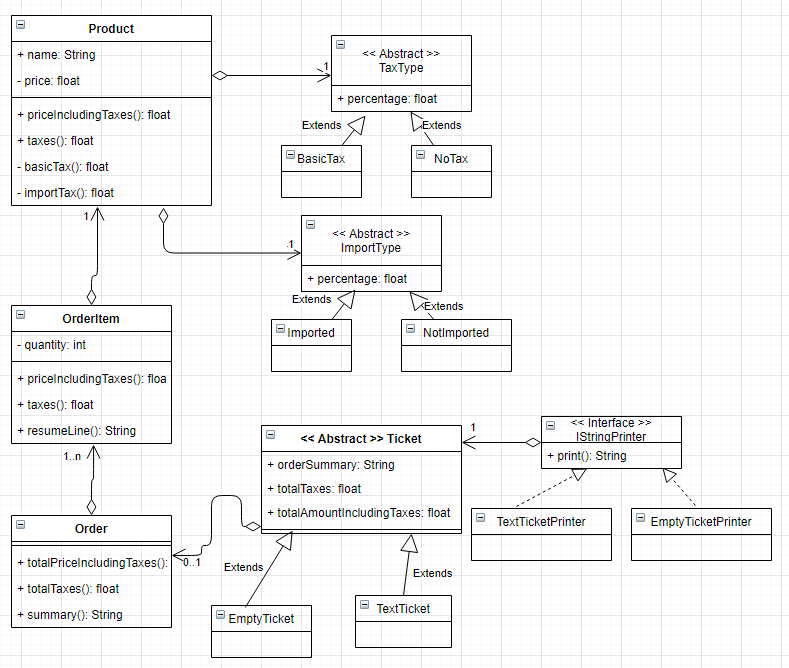 Product
+ name: String
- price: float
+ priceIncludingTaxes(): float
+ taxes(): float
- basicTax(): float
- importTax(): float
1
<< Abstract >>
TaxType
+ percentage: float
Extends
Extends
BasicTax
NoTax
1
.1
<< Abstract >>
ImportType
+ percentage: float
Extends
Extends
Imported
NotImported
OrderItem
- quantity: int
+ priceIncludingTaxes(): floa
+ taxes(): float
+ resumeLine(): String
1..n
Order
+ totalPriceIncludingTaxes():
+ totalTaxes(): float
+ summary(): String
0..1
<< Abstract >> Ticket
+ orderSummary: String
+ totalTaxes: float
+ totalAmountIncludingTaxes: float
1
<< Interface >>
IStringPrinter
+ print(): String
TextTicketPrinter
EmptyTicketPrinter
Extends
Extends
EmptyTicket
TextTicket